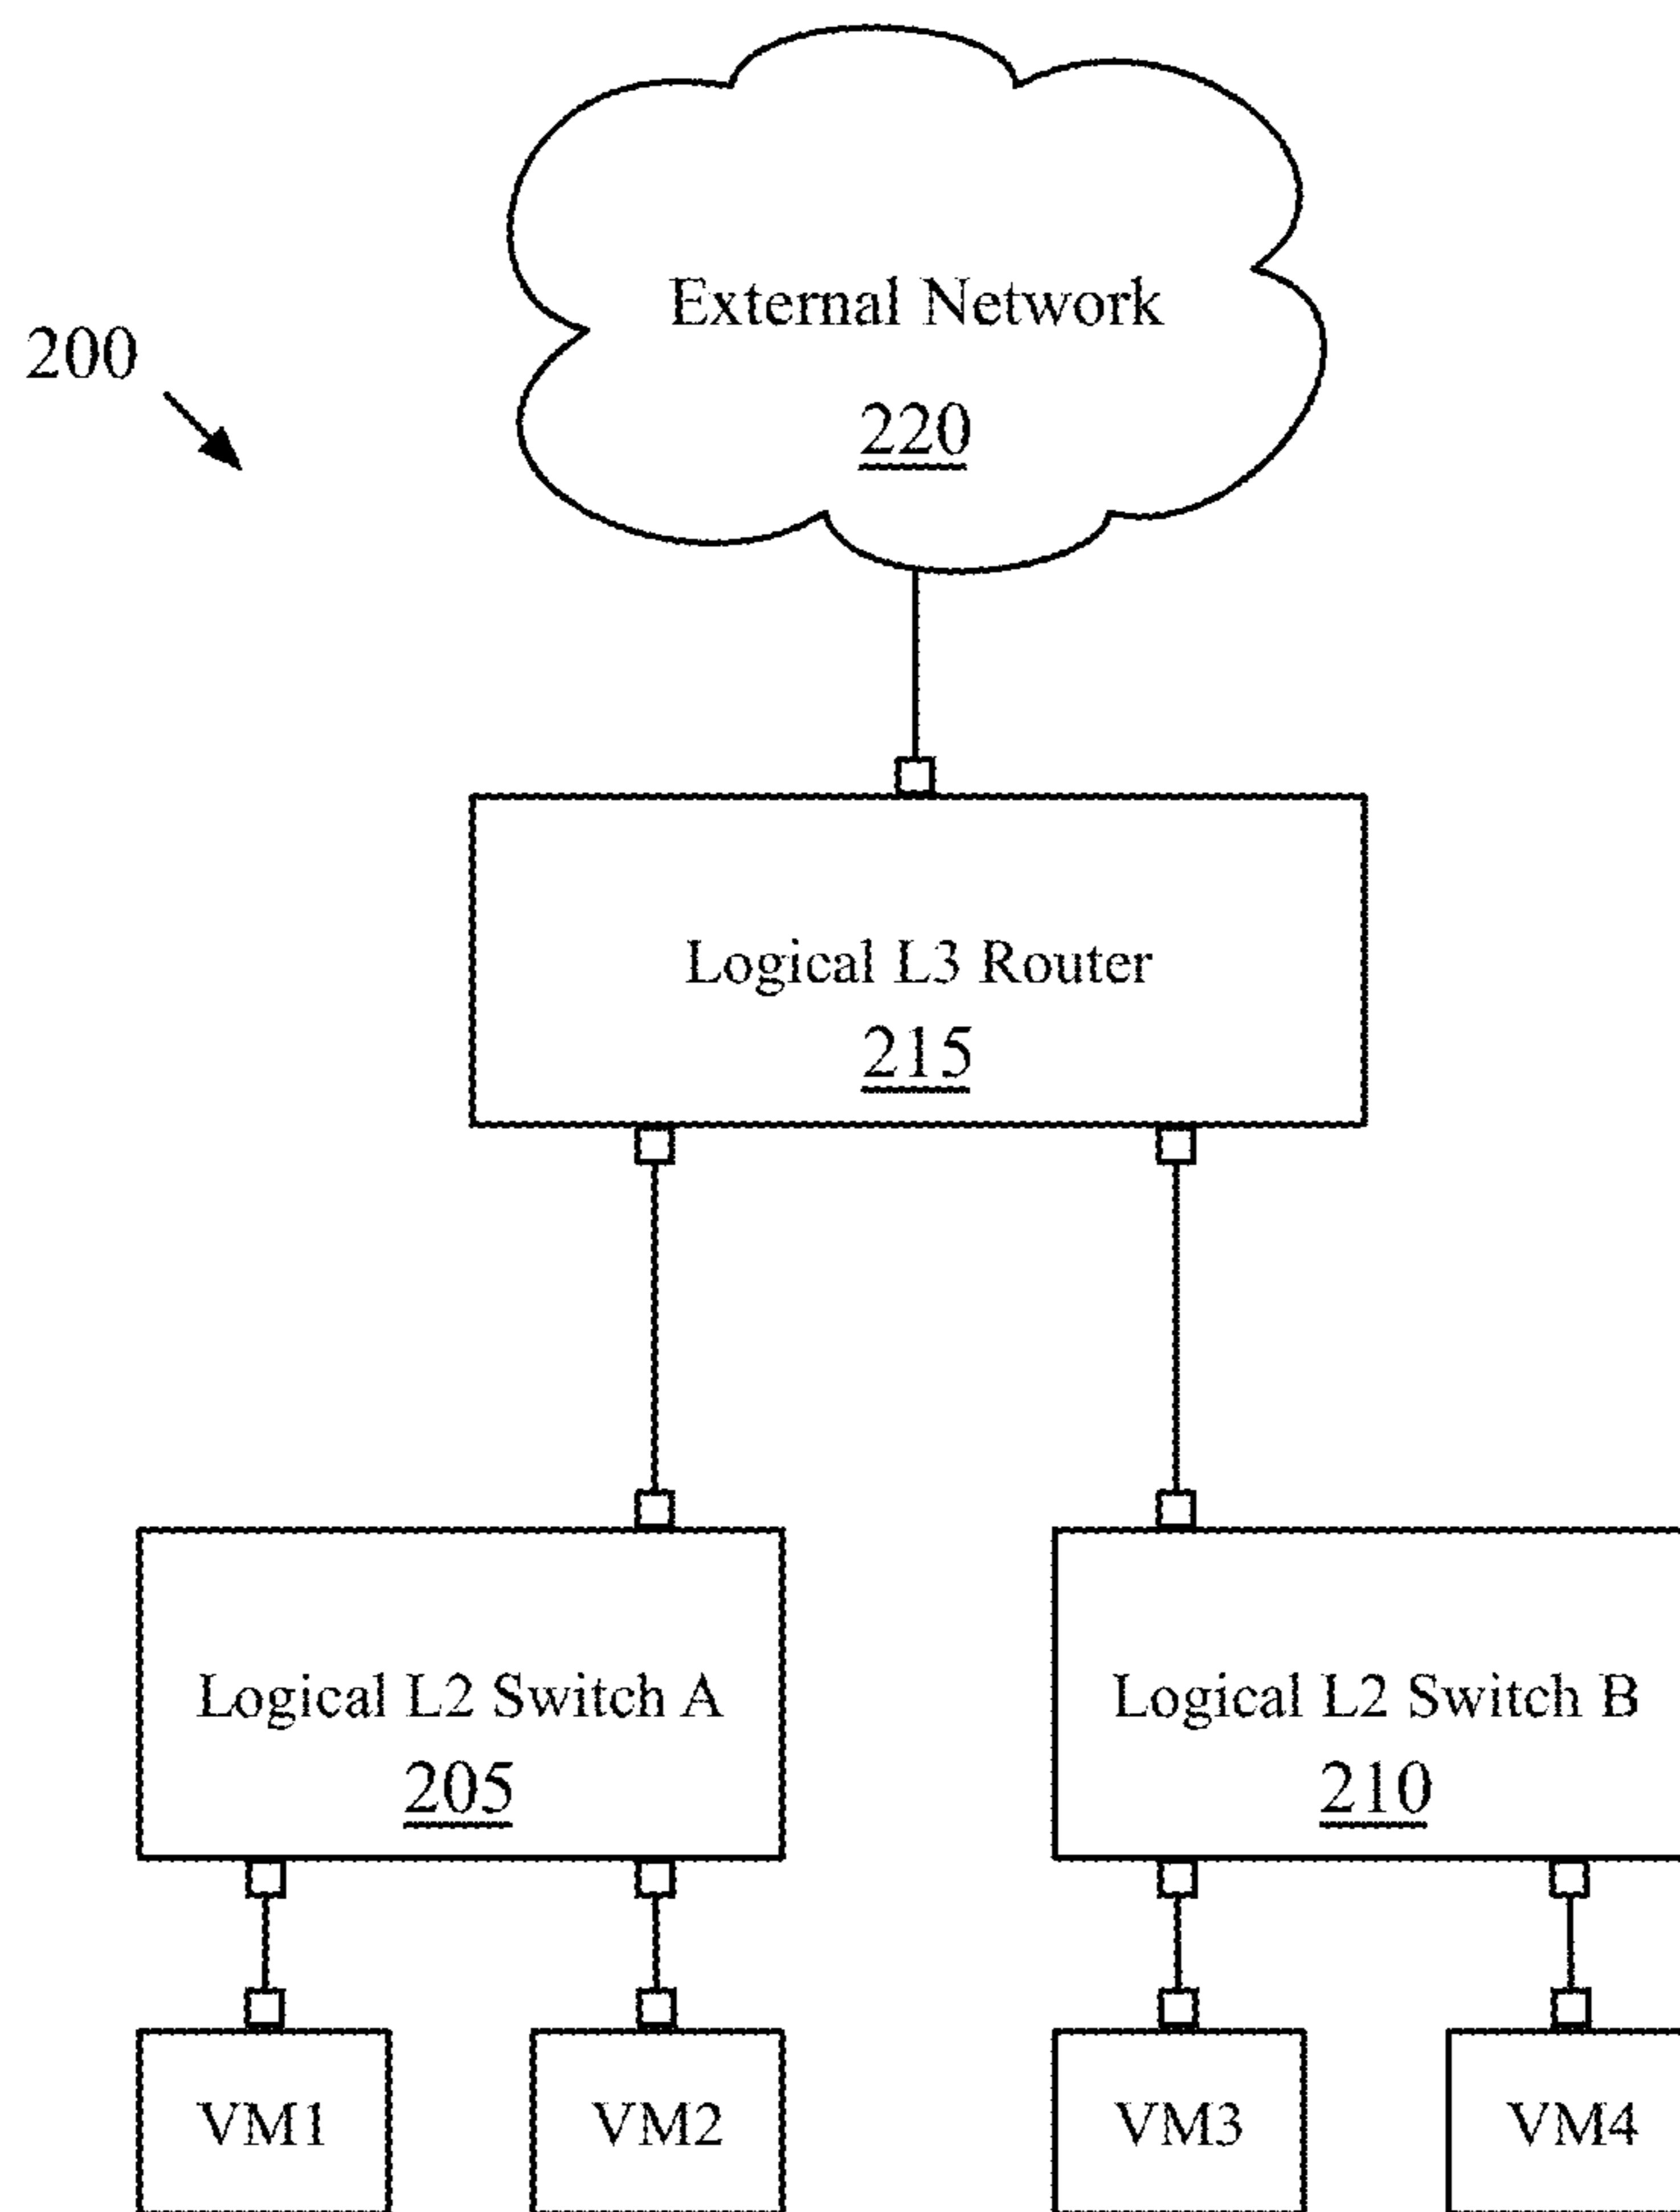 External Network
200
220
Logical L3 Router
215
Logical L2 Switch A
205
Logical L2 Switch B
210
VM1
VM2
VM3
VM4